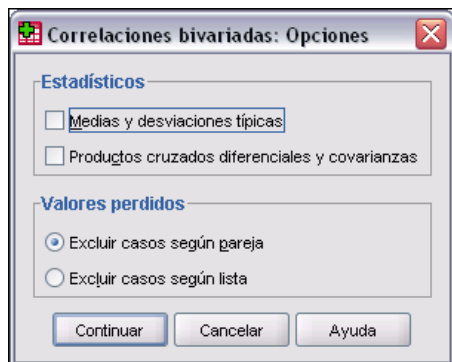 Correlaciones bivariadas: Opciones
Estadísticos
Medias y desviaciones típicas
Productos cruzados diferenciales y covarianzas
Valores perdidos
Excluir casos según pareja
Excluir casos según lista
Continuar Cancelar Ayuda